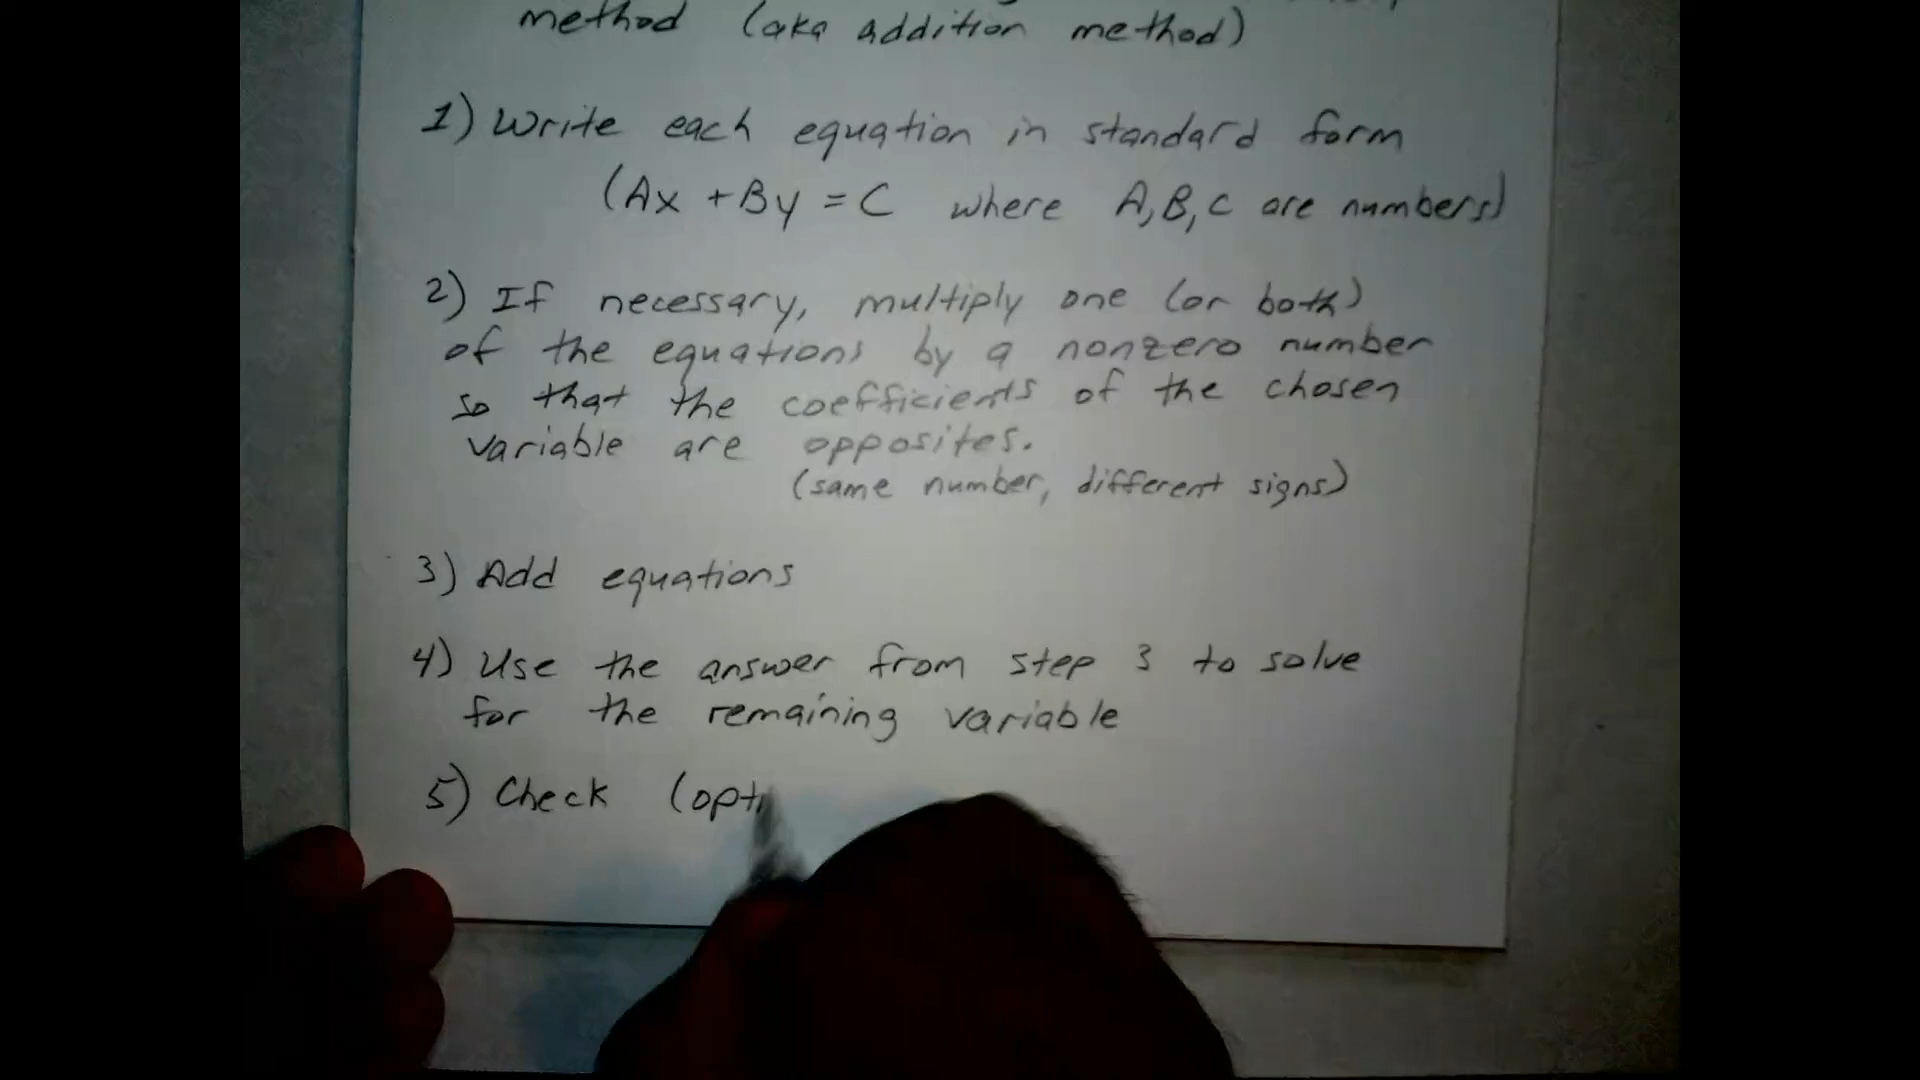 method (aka addition method)
1) Write each equation in standard form
(Ax + By = C where A, B, C are numbers)
2) If necessary, multiply one (or both)
of the equations by a nonzero number
so that the coefficients of the chosen
variable are opposites.
(same number, different signs)
3) Add equations
4) Use the answer from step 3 to solve
for the remaining variable
5) Check (opti